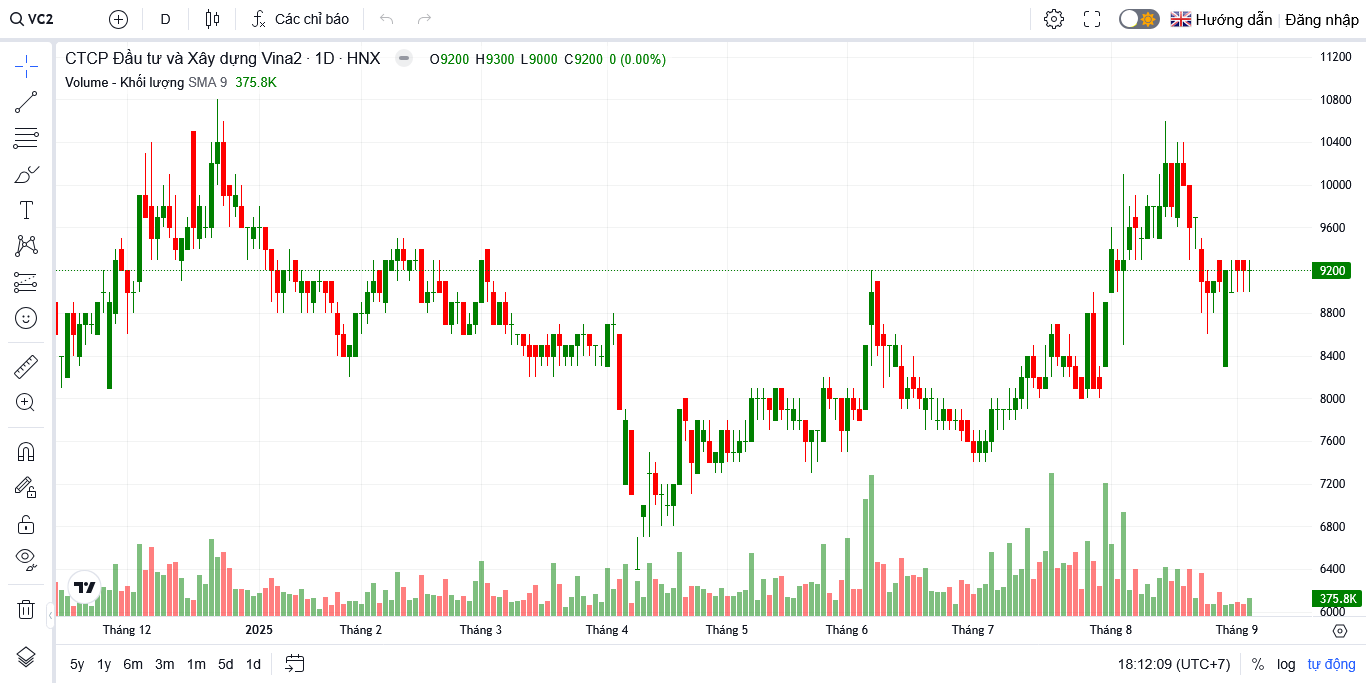 VC2 D Các chỉ báo Hướng dẫn Đăng nhập
CTCP Đầu tư và Xây dựng Vina2 · 1D · HNX O9200 H9300 L9000 C9200 0 (0.00%)
Volume - Khối lượng SMA 9 375.8K
11200
10800
10400
10000
9600
9200
8800
8400
8000
7600
7200
6800
6400
375.8K
6000
Tháng 12 2025 Tháng 2 Tháng 3 Tháng 4 Tháng 5 Tháng 6 Tháng 7 Tháng 8 Tháng 9
5y 1y 6m 3m 1m 5d 1d 18:12:09 (UTC+7) % log tự động